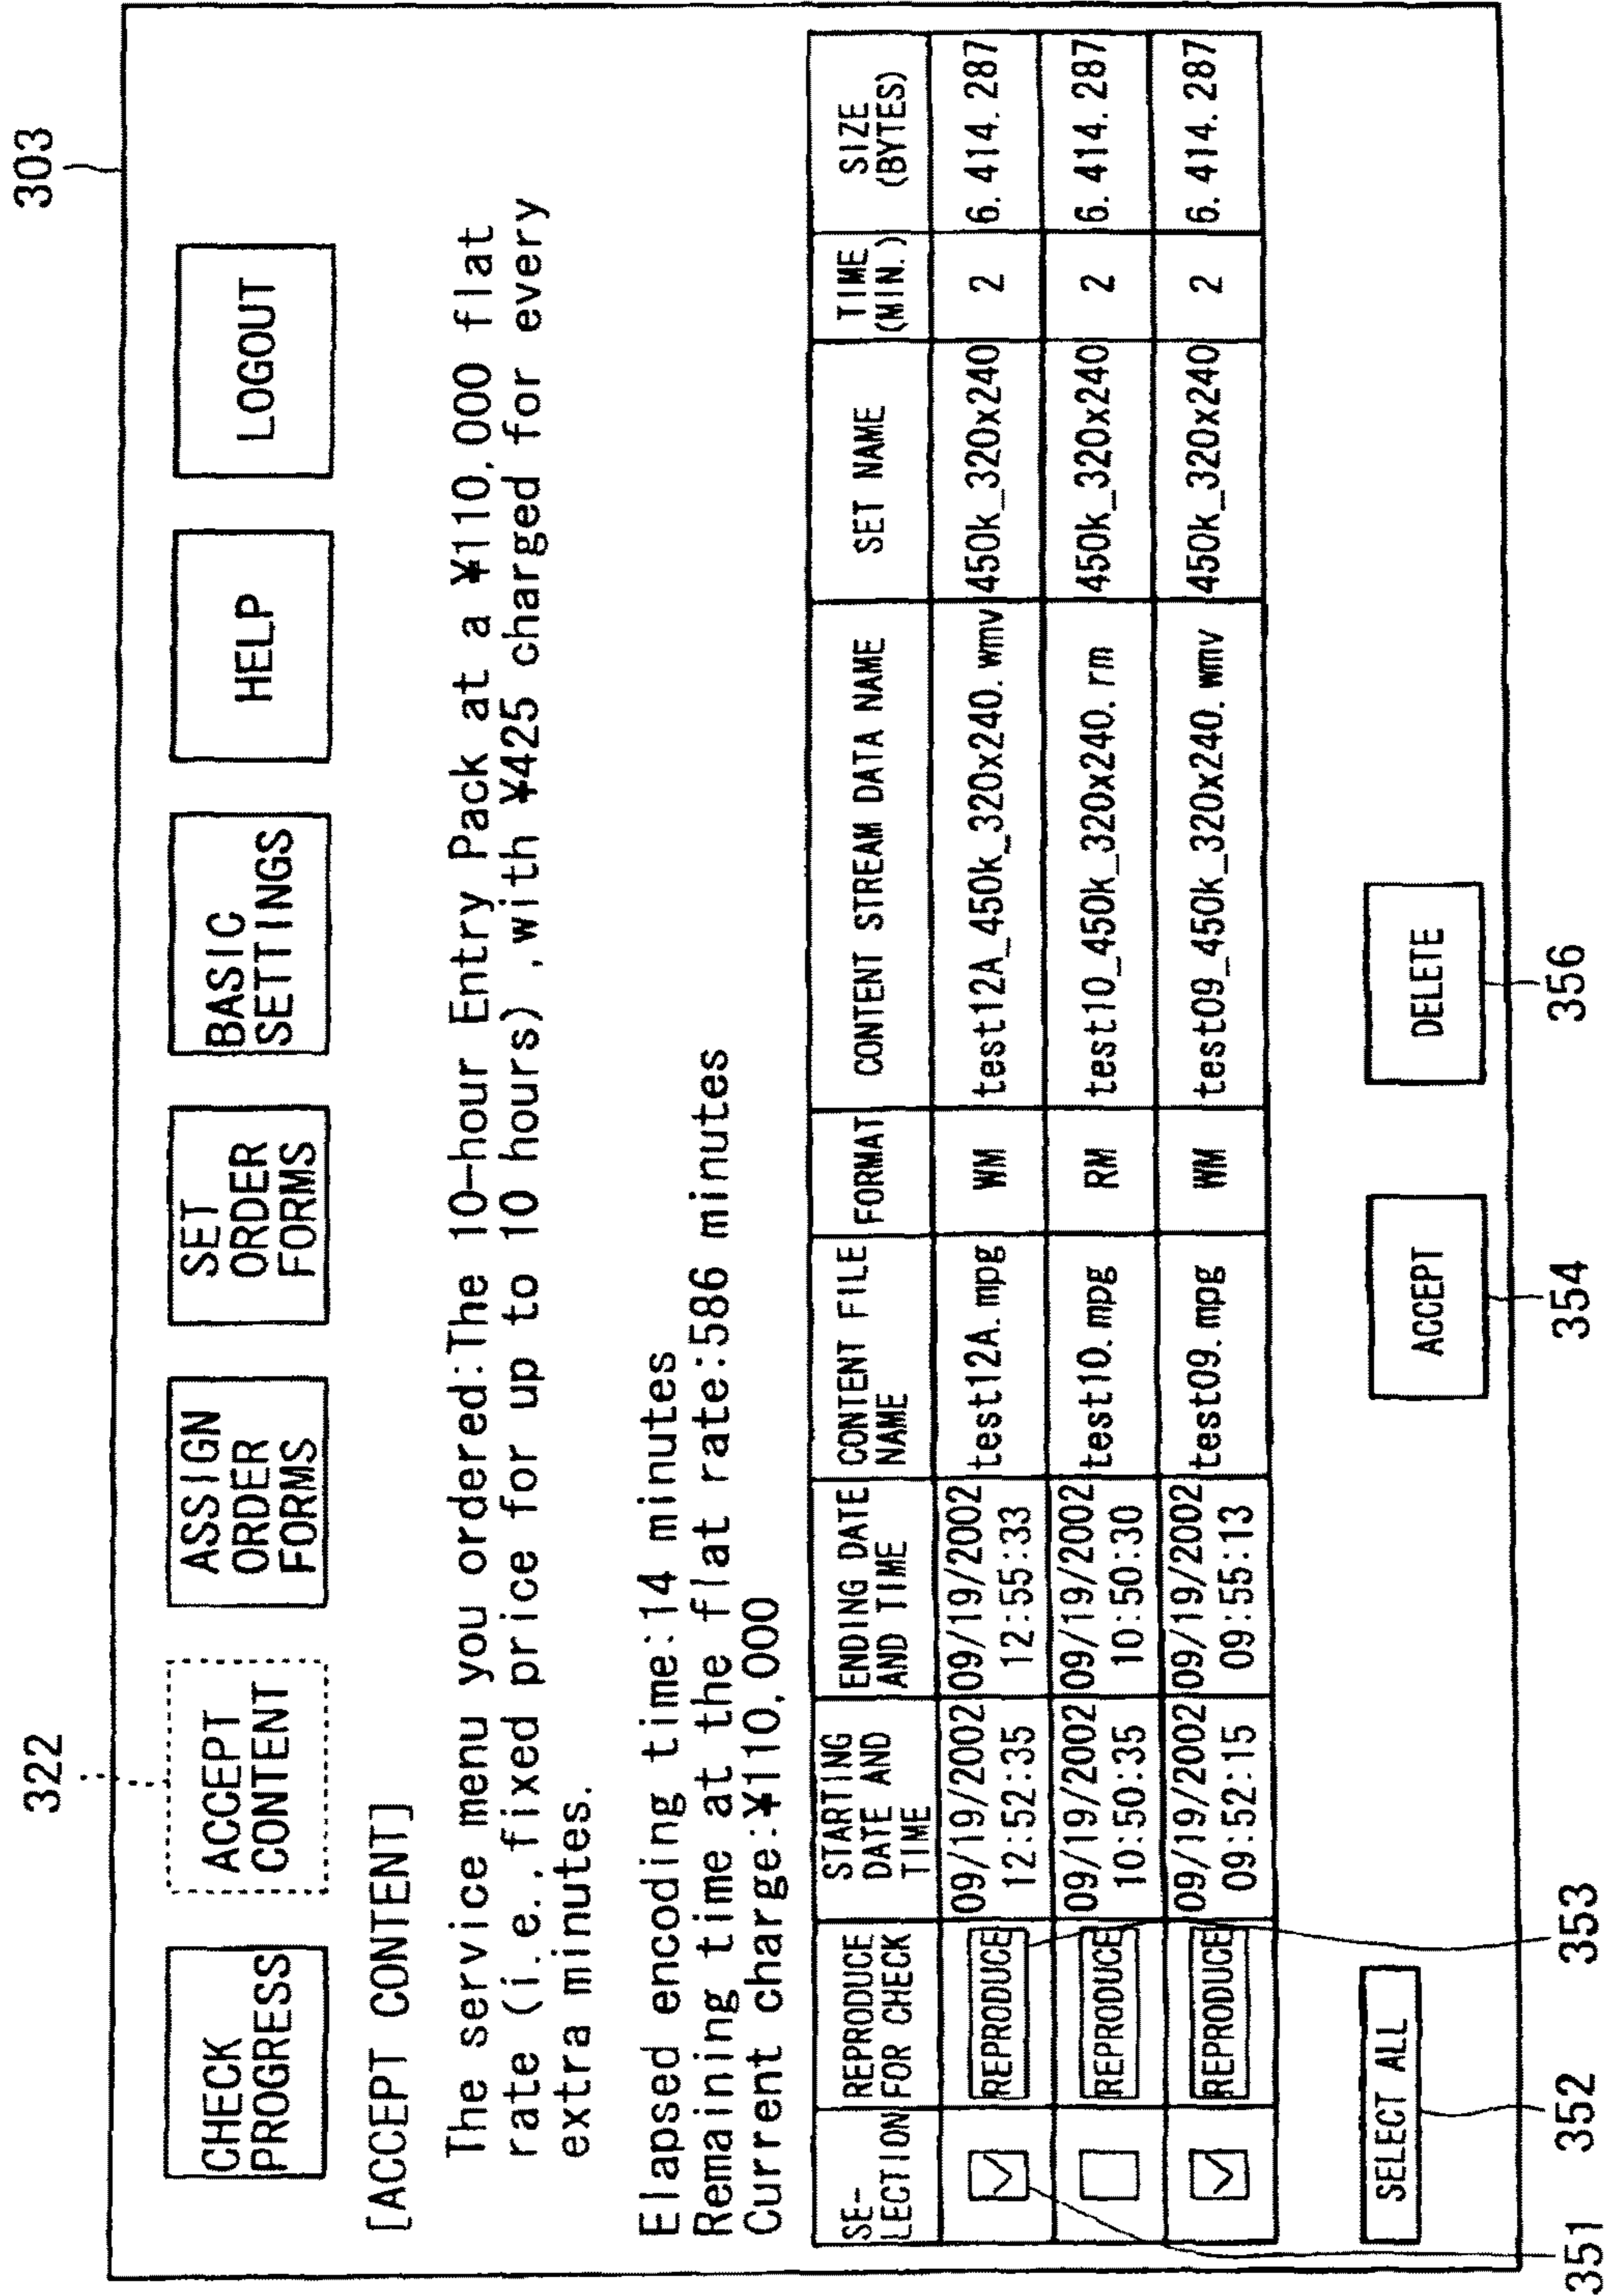 303
322
CHECK PROGRESS
ACCEPT CONTENT
ASSIGN ORDER FORMS
SET ORDER FORMS
BASIC SETTINGS
HELP
LOGOUT
[ACCEPT CONTENT]
The service menu you ordered:The 10-hour Entry Pack at a ¥110,000 flat
rate (i.e.,fixed price for up to 10 hours),with ¥425 charged for every
extra minutes.
Elapsed encoding time:14 minutes
Remaining time at the flat rate:586 minutes
Current charge:¥110,000
SE-LECTION REPRODUCE FOR CHECK STARTING DATE AND TIME ENDING DATE AND TIME CONTENT FILE NAME FORMAT CONTENT STREAM DATA NAME SET NAME TIME (MIN.) SIZE (BYTES)
REPRODUCE 09/19/2002 12:52:35 09/19/2002 12:55:33 test12A.mpg WM test12A_450k_320x240.wmv 450k_320x240 2 6.414.287
REPRODUCE 09/19/2002 10:50:35 09/19/2002 10:50:30 test10.mpg RM test10_450k_320x240.rm 450k_320x240 2 6.414.287
REPRODUCE 09/19/2002 09:52:15 09/19/2002 09:55:13 test09.mpg WM test09_450k_320x240.wmv 450k_320x240 2 6.414.287
SELECT ALL
ACCEPT
DELETE
351
352
353
354
356